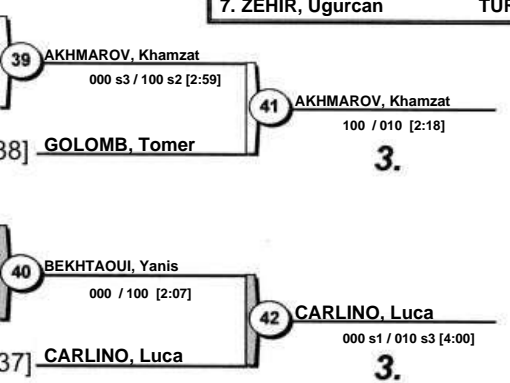 7. ZEHIR, Ugurcan
39
AKHMAROV, Khamzat
000 s3 / 100 s2 [2:59]
41
AKHMAROV, Khamzat
100 / 010 [2:18]
38] GOLOMB, Tomer
3.
40
BEKHTAOUI, Yanis
000 / 100 [2:07]
42
CARLINO, Luca
000 s1 / 010 s3 [4:00]
37] CARLINO, Luca
3.